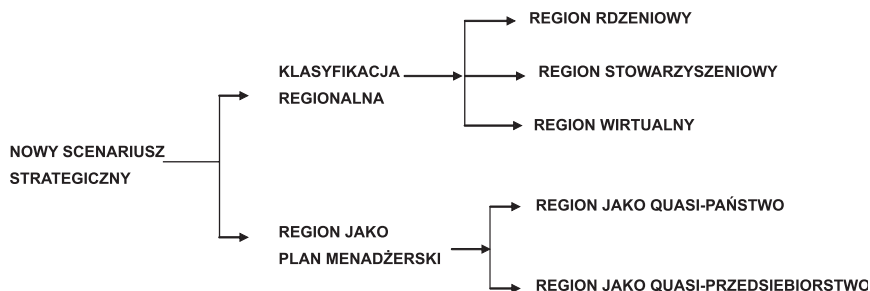 REGION RDZENIOWY
KLASYFIKACJA
REGIONALNA
REGION STOWARZYSZENIOWY
REGION WIRTUALNY
NOWY SCENARIUSZ
STRATEGICZNY
REGION JAKO
PLAN MENADŻERSKI
REGION JAKO QUASI-PAŃSTWO
REGION JAKO QUASI-PRZEDSIEBIORSTWO